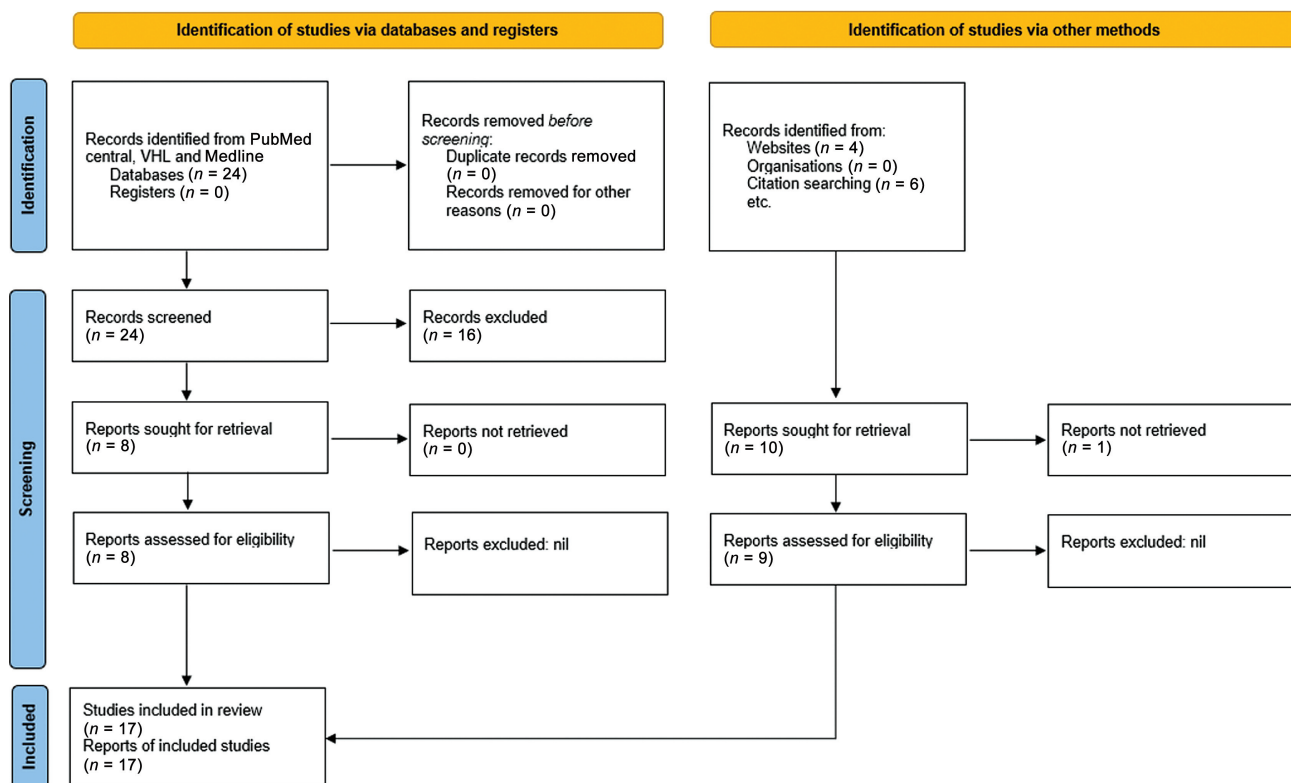 Identification of studies via databases and registers
Identification of studies via other methods
Identification
Records identified from PubMed
central, VHL and Medline
Databases (n = 24)
Registers (n = 0)
Records removed before
screening:
Duplicate records removed
(n = 0)
Records removed for other
reasons (n = 0)
Records identified from:
Websites (n = 4)
Organisations (n = 0)
Citation searching (n = 6)
etc.
Screening
Records screened
(n = 24)
Records excluded
(n = 16)
Reports sought for retrieval
(n = 8)
Reports not retrieved
(n = 0)
Reports sought for retrieval
(n = 10)
Reports not retrieved
(n = 1)
Reports assessed for eligibility
(n = 8)
Reports excluded: nil
Reports assessed for eligibility
(n = 9)
Reports excluded: nil
Included
Studies included in review
(n = 17)
Reports of included studies
(n = 17)